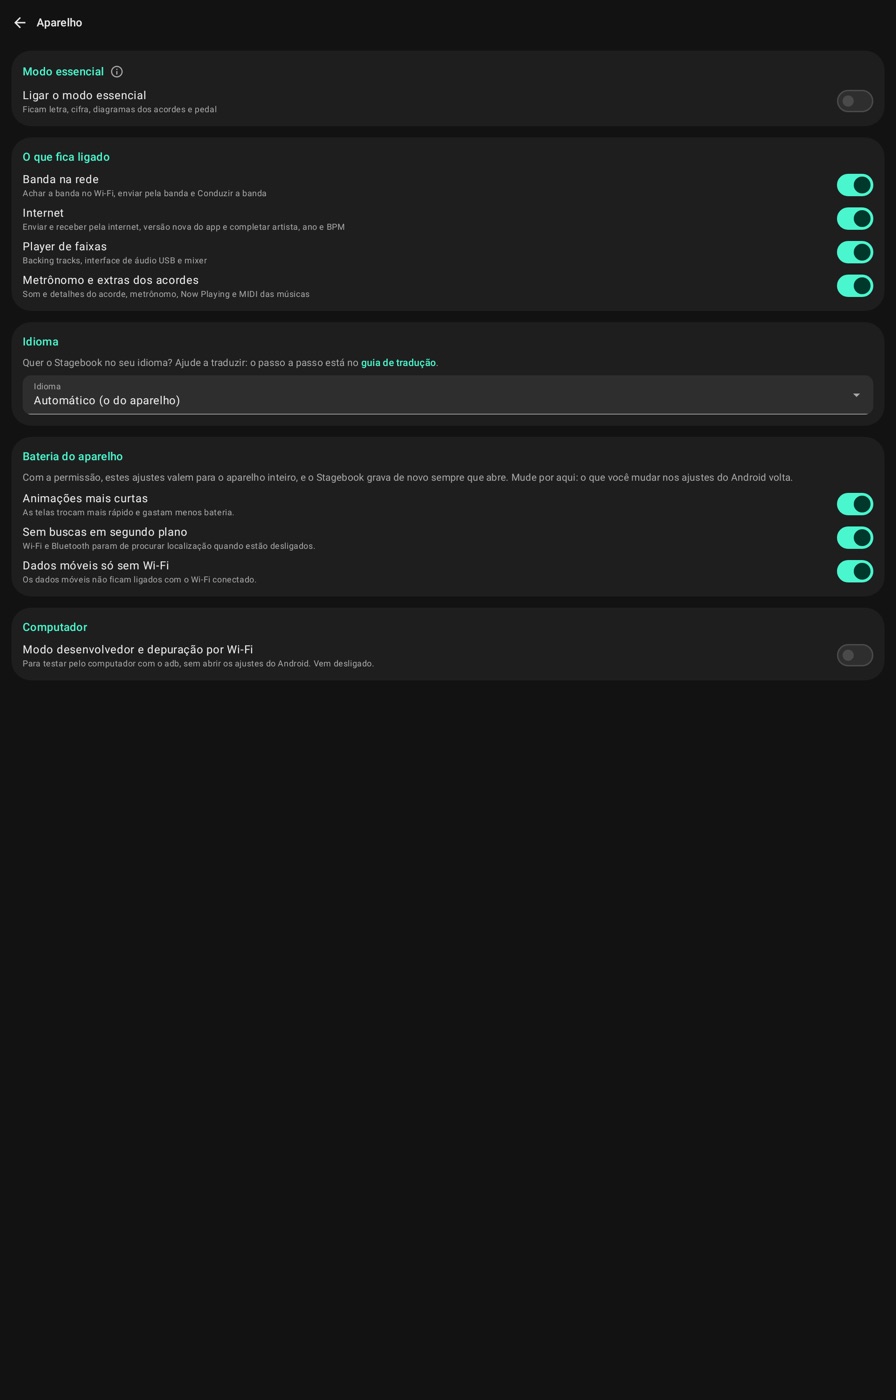 Aparelho
Modo essencial
Ligar o modo essencial
Ficam letra, cifra, diagramas dos acordes e pedal
O que fica ligado
Banda na rede
Achar a banda no Wi-Fi, enviar pela banda e Conduzir a banda
Internet
Enviar e receber pela internet, versão nova do app e completar artista, ano e BPM
Player de faixas
Backing tracks, interface de áudio USB e mixer
Metrônomo e extras dos acordes
Som e detalhes do acorde, metrônomo, Now Playing e MIDI das músicas
Idioma
Quer o Stagebook no seu idioma? Ajude a traduzir: o passo a passo está no guia de tradução.
Idioma
Automático (o do aparelho)
Bateria do aparelho
Com a permissão, estes ajustes valem para o aparelho inteiro, e o Stagebook grava de novo sempre que abre. Mude por aqui: o que você mudar nos ajustes do Android volta.
Animações mais curtas
As telas trocam mais rápido e gastam menos bateria.
Sem buscas em segundo plano
Wi-Fi e Bluetooth param de procurar localização quando estão desligados.
Dados móveis só sem Wi-Fi
Os dados móveis não ficam ligados com o Wi-Fi conectado.
Computador
Modo desenvolvedor e depuração por Wi-Fi
Para testar pelo computador com o adb, sem abrir os ajustes do Android. Vem desligado.